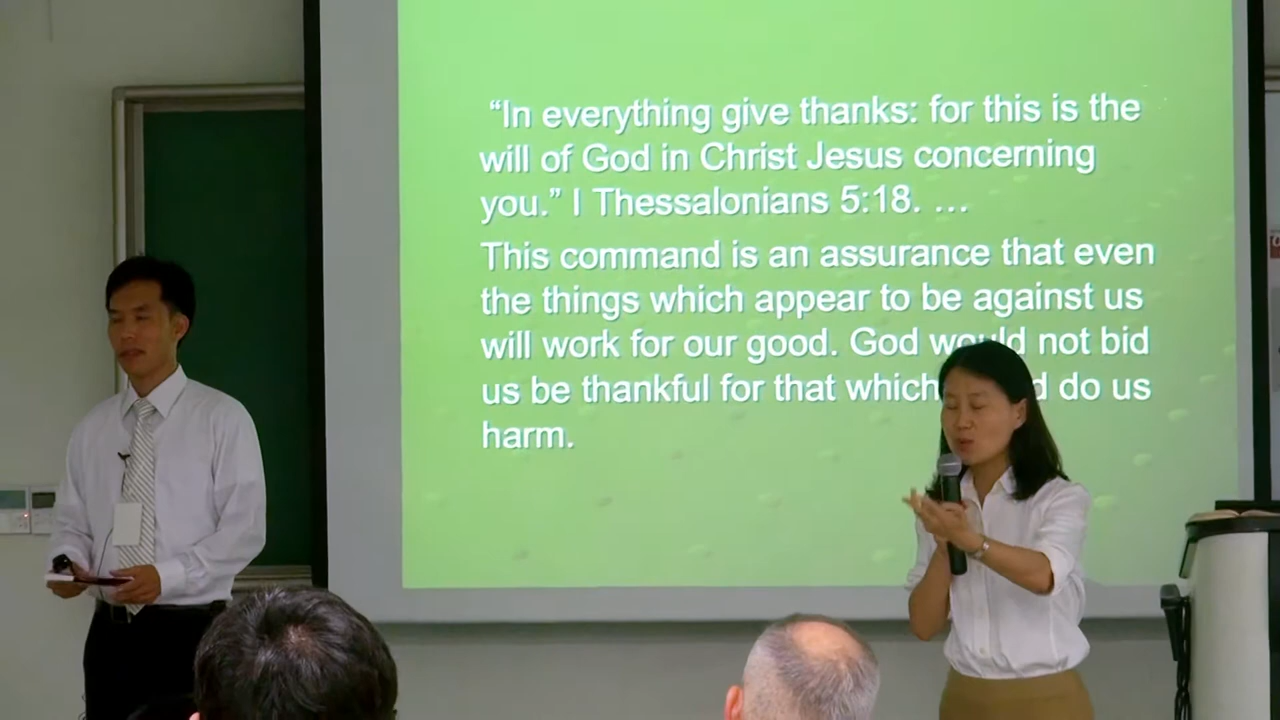 “In everything give thanks: for this is the
will of God in Christ Jesus concerning
you.” I Thessalonians 5:18. …
This command is an assurance that even
the things which appear to be against us
will work for our good. God would not bid
us be thankful for that which do us
harm.